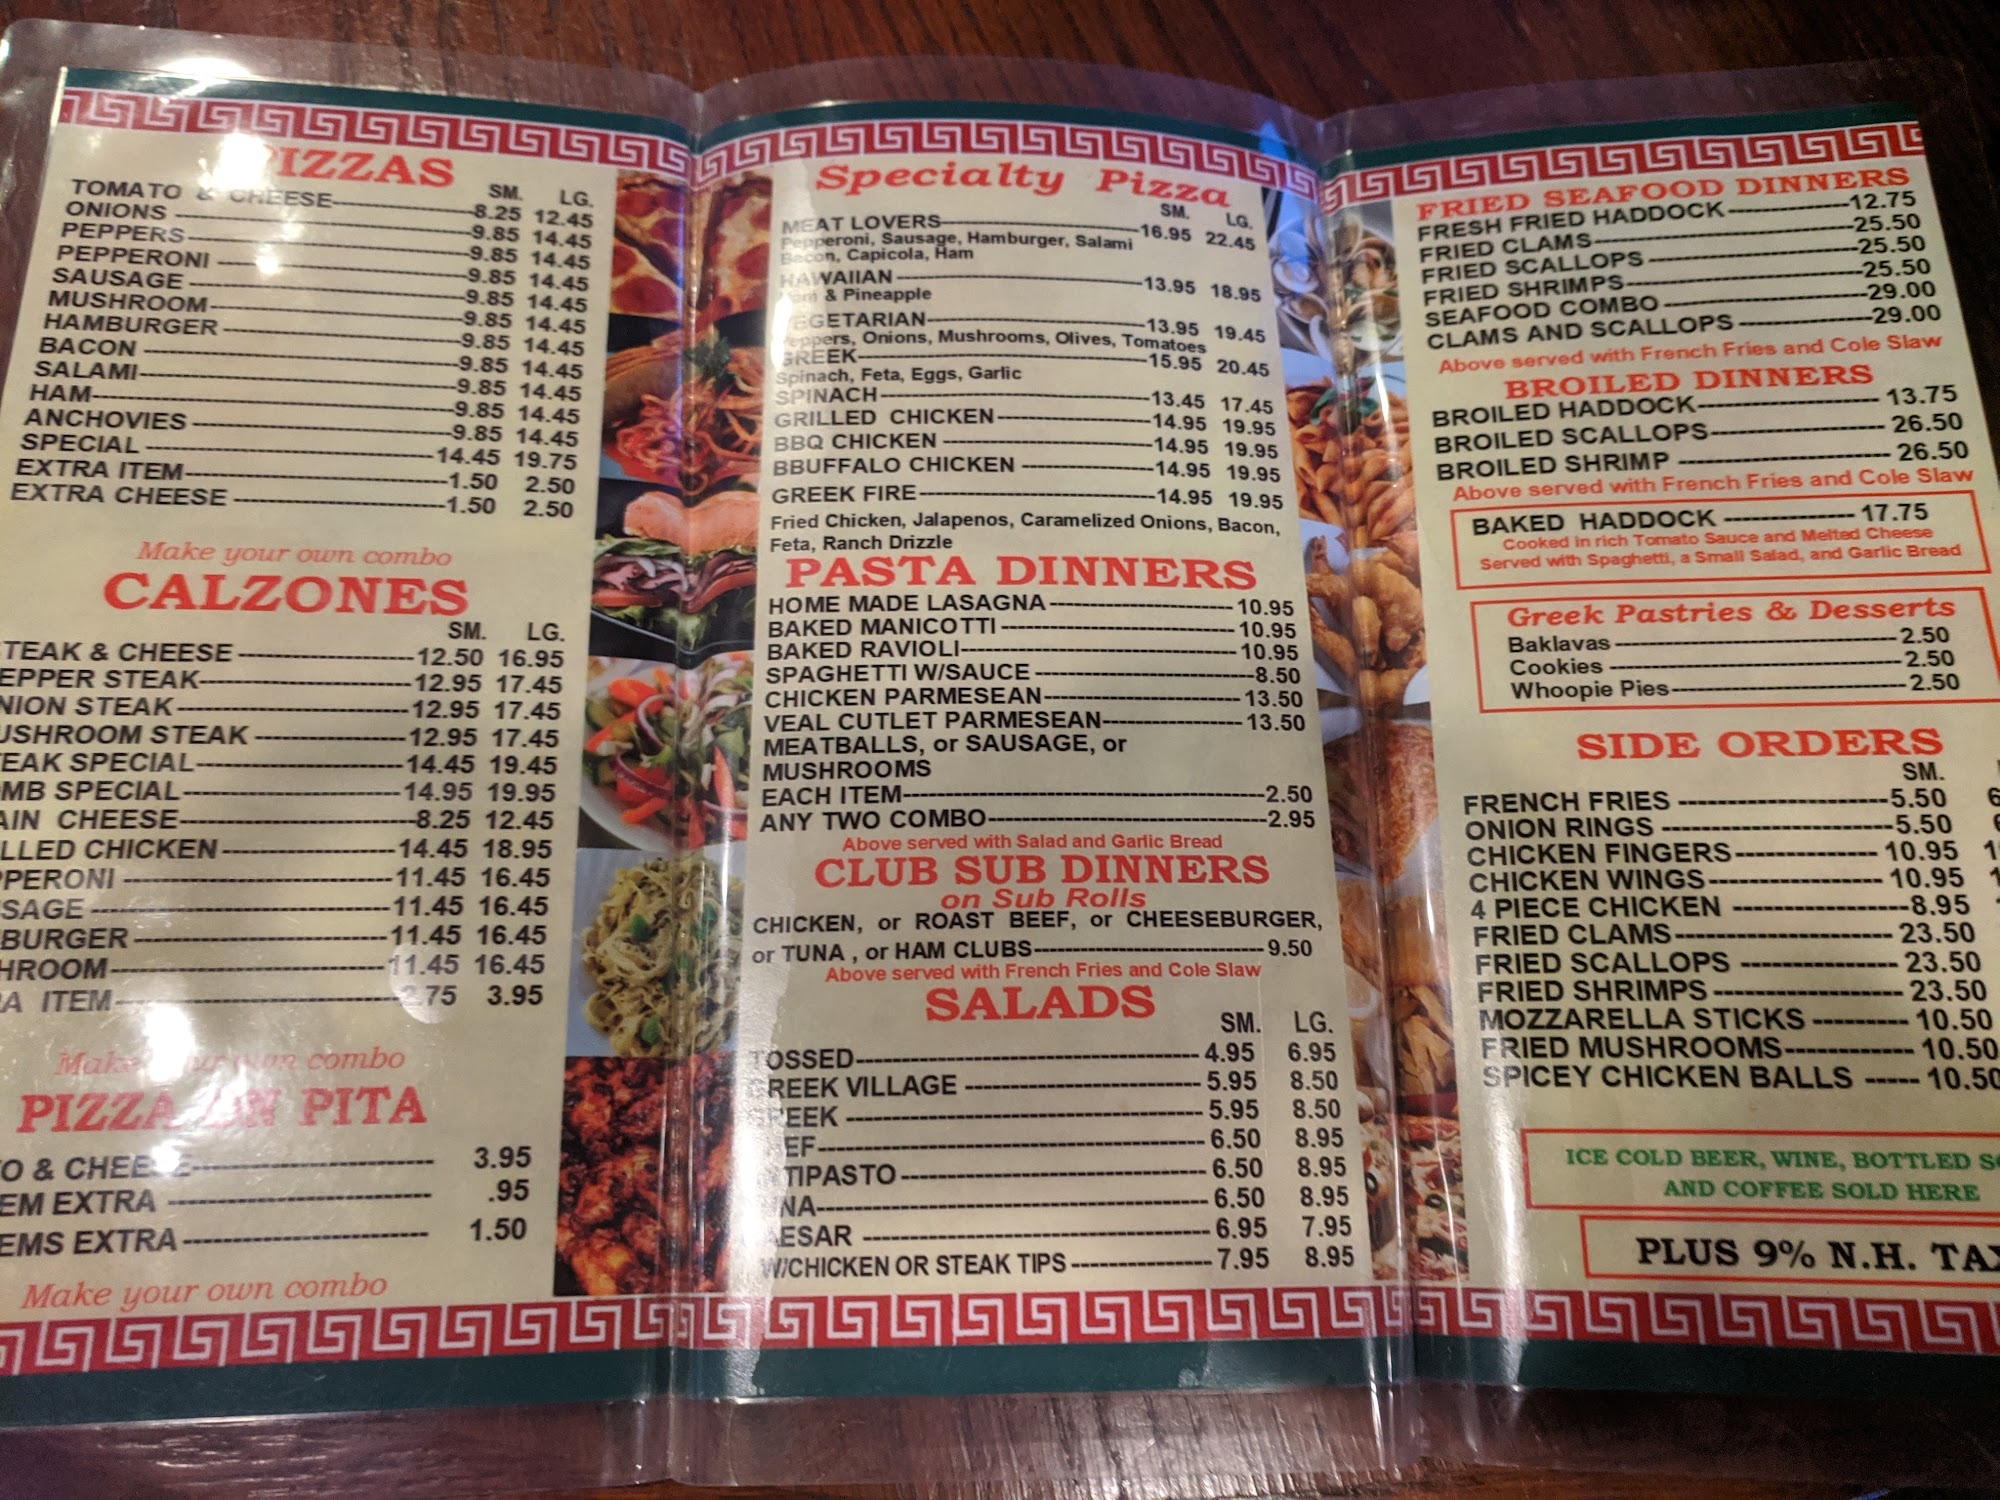 PIZZAS
SM. LG.
TOMATO & CHEESE 8.25 12.45
ONIONS 9.85 14.45
PEPPERS 9.85 14.45
PEPPERONI 9.85 14.45
SAUSAGE 9.85 14.45
MUSHROOM 9.85 14.45
HAMBURGER 9.85 14.45
BACON 9.85 14.45
SALAMI 9.85 14.45
HAM 9.85 14.45
ANCHOVIES 9.85 14.45
SPECIAL 14.45 19.75
EXTRA ITEM 1.50 2.50
EXTRA CHEESE 1.50 2.50
Make your own combo
CALZONES
SM. LG.
TEAK & CHEESE 12.50 16.95
EPPER STEAK 12.95 17.45
NION STEAK 12.95 17.45
USHROOM STEAK 12.95 17.45
EAK SPECIAL 14.45 19.45
MB SPECIAL 14.95 19.95
AIN CHEESE 8.25 12.45
LLED CHICKEN 14.45 18.95
PPERONI 11.45 16.45
SAGE 11.45 16.45
BURGER 11.45 16.45
HROOM 11.45 16.45
RA ITEM 2.75 3.95
Make your own combo
PIZZA IN PITA
O & CHEESE 3.95
EM EXTRA .95
EMS EXTRA 1.50
Make your own combo
Specialty Pizza
SM. LG.
MEAT LOVERS 16.95 22.45
Pepperoni, Sausage, Hamburger, Salami
Bacon, Capicola, Ham
HAWAIIAN 13.95 18.95
Ham & Pineapple
VEGETARIAN 13.95 19.45
Peppers, Onions, Mushrooms, Olives, Tomatoes
GREEK 15.95 20.45
Spinach, Feta, Eggs, Garlic
SPINACH 13.45 17.45
GRILLED CHICKEN 14.95 19.95
BBQ CHICKEN 14.95 19.95
BBUFFALO CHICKEN 14.95 19.95
GREEK FIRE 14.95 19.95
Fried Chicken, Jalapenos, Caramelized Onions, Bacon,
Feta, Ranch Drizzle
PASTA DINNERS
HOME MADE LASAGNA 10.95
BAKED MANICOTTI 10.95
BAKED RAVIOLI 10.95
SPAGHETTI W/SAUCE 8.50
CHICKEN PARMESEAN 13.50
VEAL CUTLET PARMESEAN 13.50
MEATBALLS, or SAUSAGE, or
MUSHROOMS
EACH ITEM 2.50
ANY TWO COMBO 2.95
Above served with Salad and Garlic Bread
CLUB SUB DINNERS
on Sub Rolls
CHICKEN, or ROAST BEEF, or CHEESEBURGER,
or TUNA , or HAM CLUBS 9.50
Above served with French Fries and Cole Slaw
SALADS
SM. LG.
TOSSED 4.95 6.95
GREEK VILLAGE 5.95 8.50
GREEK 5.95 8.50
EF 6.50 8.95
TIPASTO 6.50 8.95
NA 6.50 8.95
AESAR 6.95 7.95
W/CHICKEN OR STEAK TIPS 7.95 8.95
FRIED SEAFOOD DINNERS
FRESH FRIED HADDOCK 12.75
FRIED CLAMS 25.50
FRIED SCALLOPS 25.50
FRIED SHRIMPS 25.50
SEAFOOD COMBO 29.00
CLAMS AND SCALLOPS 29.00
Above served with French Fries and Cole Slaw
BROILED DINNERS
BROILED HADDOCK 13.75
BROILED SCALLOPS 26.50
BROILED SHRIMP 26.50
Above served with French Fries and Cole Slaw
BAKED HADDOCK 17.75
Cooked in rich Tomato Sauce and Melted Cheese
Served with Spaghetti, a Small Salad, and Garlic Bread
Greek Pastries & Desserts
Baklavas 2.50
Cookies 2.50
Whoopie Pies 2.50
SIDE ORDERS
SM.
FRENCH FRIES 5.50
ONION RINGS 5.50
CHICKEN FINGERS 10.95
CHICKEN WINGS 10.95
4 PIECE CHICKEN 8.95
FRIED CLAMS 23.50
FRIED SCALLOPS 23.50
FRIED SHRIMPS 23.50
MOZZARELLA STICKS 10.50
FRIED MUSHROOMS 10.50
SPICEY CHICKEN BALLS 10.50
ICE COLD BEER, WINE, BOTTLED
AND COFFEE SOLD HERE
PLUS 9% N.H. TAX